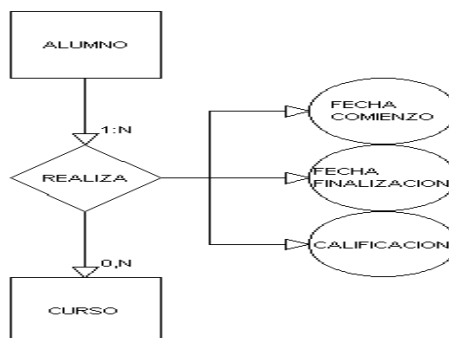 ALUMNO
1:N
REALIZA
0,N
CURSO
FECHA
COMIENZO
FECHA
FINALIZACION
CALIFICACION